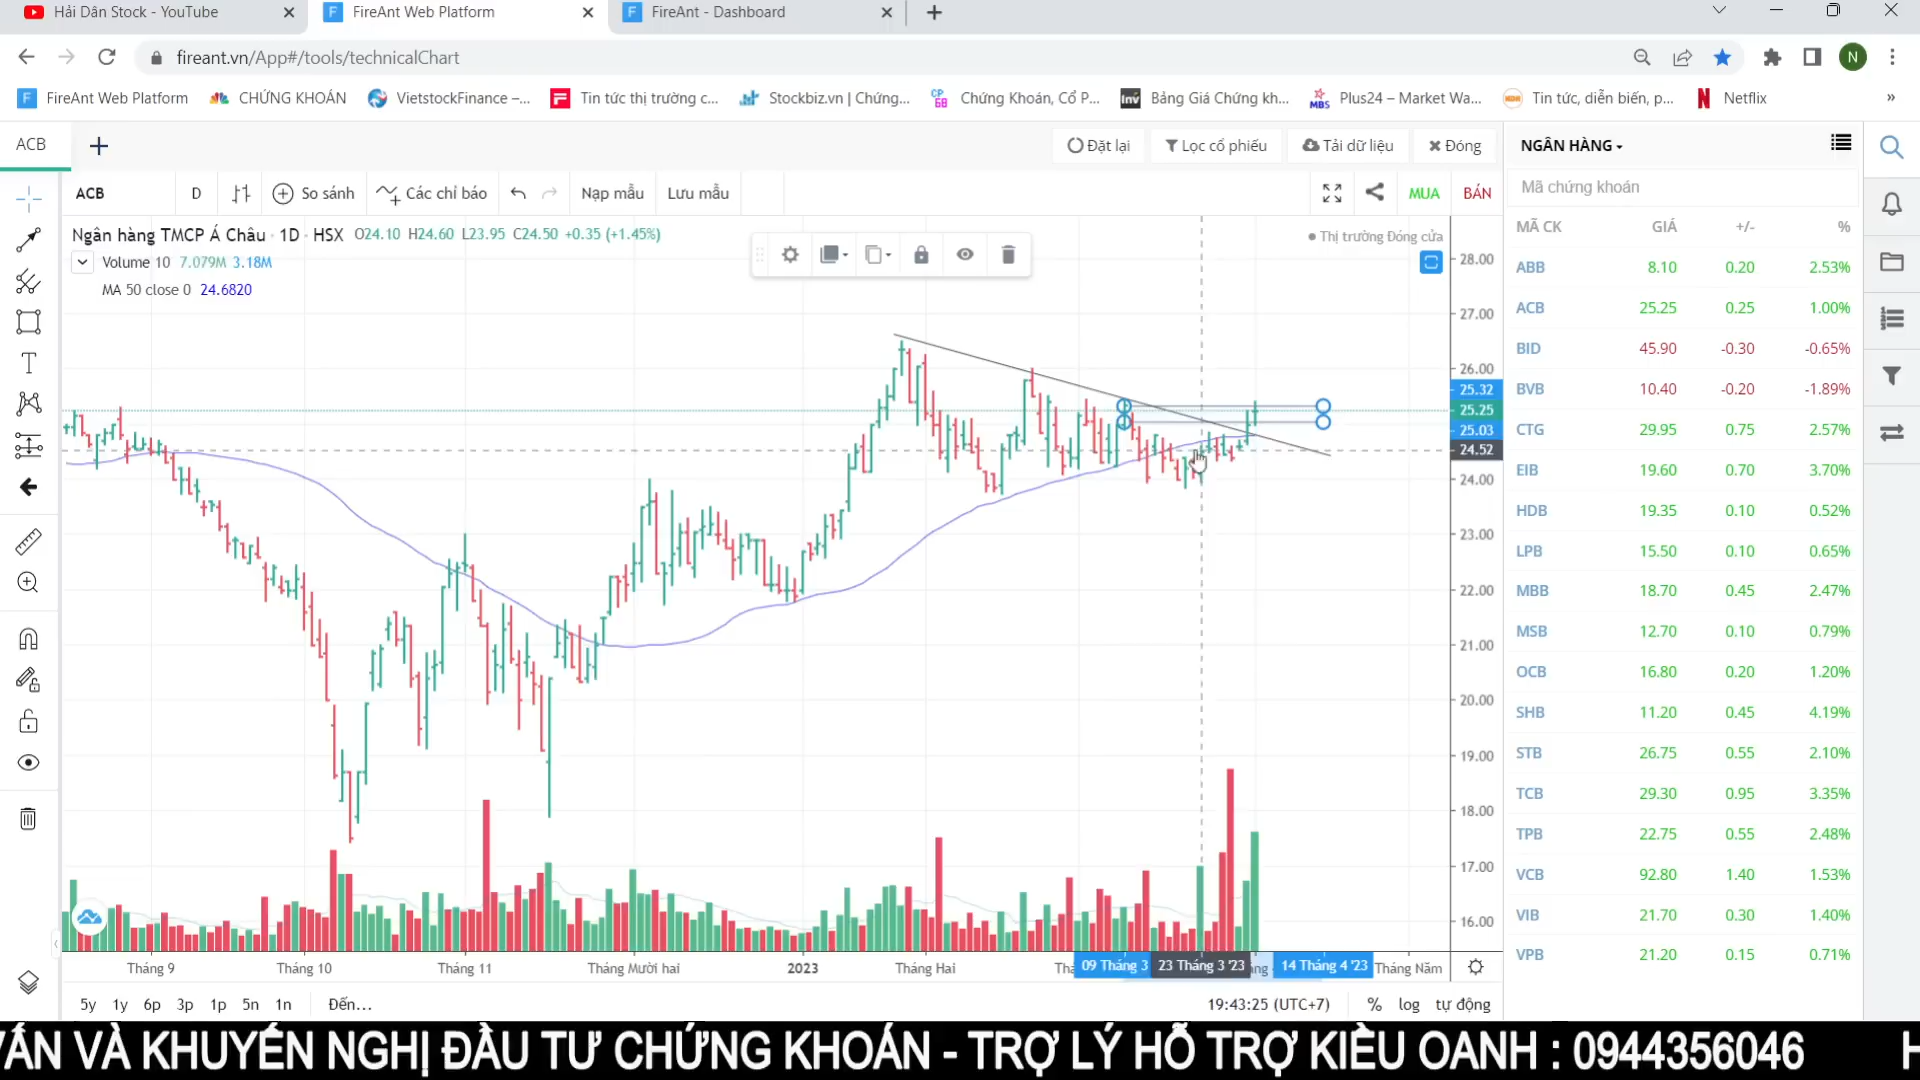 Hải Dân Stock - YouTube
FireAnt Web Platform
FireAnt - Dashboard
fireant.vn/App#/tools/technicalChart
N
FireAnt Web Platform
CHỨNG KHOÁN
VietstockFinance –...
Tin tức thị trường c...
Stockbiz.vn | Chứng...
Chứng Khoán, Cổ P...
Bảng Giá Chứng kh...
Plus24 – Market Wa...
Tin tức, diễn biến, p...
Netflix
»
ACB
Đặt lại
Lọc cổ phiếu
Tải dữ liệu
Đóng
ACB
D
So sánh
Các chỉ báo
Nạp mẫu
Lưu mẫu
MUA
BÁN
Ngân hàng TMCP Á Châu · 1D · HSX O24.10 H24.60 L23.95 C24.50 +0.35 (+1.45%)
Thị trường Đóng cửa
Volume 10 7.079M 3.18M
MA 50 close 0 24.6820
28.00
27.00
26.00
25.32
25.25
25.03
24.52
24.00
23.00
22.00
21.00
20.00
19.00
18.00
17.00
16.00
Tháng 9
Tháng 10
Tháng 11
Tháng Mười hai
2023
Tháng Hai
09 Tháng 3
23 Tháng 3 '23
14 Tháng 4 '23
Tháng Năm
5y 1y 6p 3p 1p 5n 1n Đến...
19:43:25 (UTC+7)
% log tự động
NGÂN HÀNG
Mã chứng khoán
MÃ CK GIÁ +/- %
ABB 8.10 0.20 2.53%
ACB 25.25 0.25 1.00%
BID 45.90 -0.30 -0.65%
BVB 10.40 -0.20 -1.89%
CTG 29.95 0.75 2.57%
EIB 19.60 0.70 3.70%
HDB 19.35 0.10 0.52%
LPB 15.50 0.10 0.65%
MBB 18.70 0.45 2.47%
MSB 12.70 0.10 0.79%
OCB 16.80 0.20 1.20%
SHB 11.20 0.45 4.19%
STB 26.75 0.55 2.10%
TCB 29.30 0.95 3.35%
TPB 22.75 0.55 2.48%
VCB 92.80 1.40 1.53%
VIB 21.70 0.30 1.40%
VPB 21.20 0.15 0.71%
VẤN VÀ KHUYẾN NGHỊ ĐẦU TƯ CHỨNG KHOÁN - TRỢ LÝ HỖ TRỢ KIỀU OANH : 0944356046 H